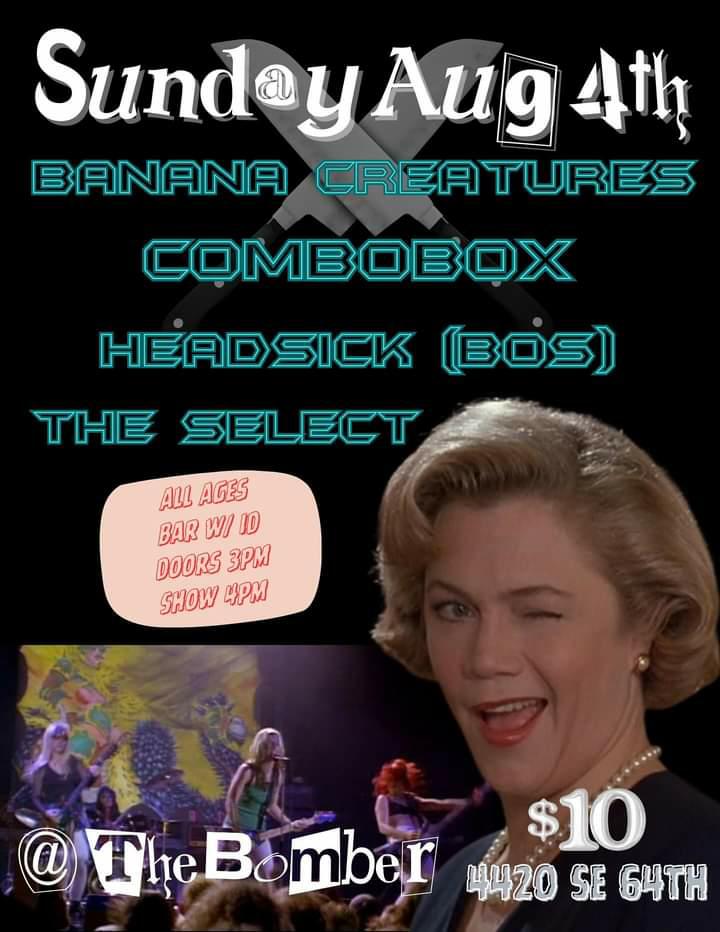 Sunday Aug 4th
BANANA CREATURES
COMBOBOX
HEADSICK (BOS)
THE SELECT
ALL AGES
BAR W/ ID
DOORS 3PM
SHOW 4PM
@ The Bomber
$10
4420 SE 64TH